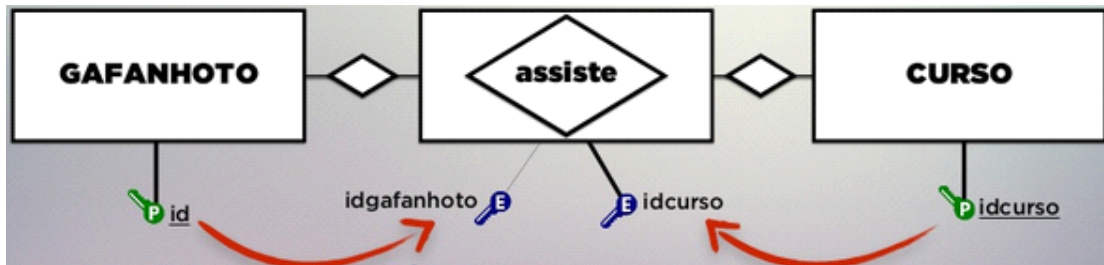 GAFANHOTO
assiste
CURSO
P id
idgafanhoto E
E idcurso
P idcurso